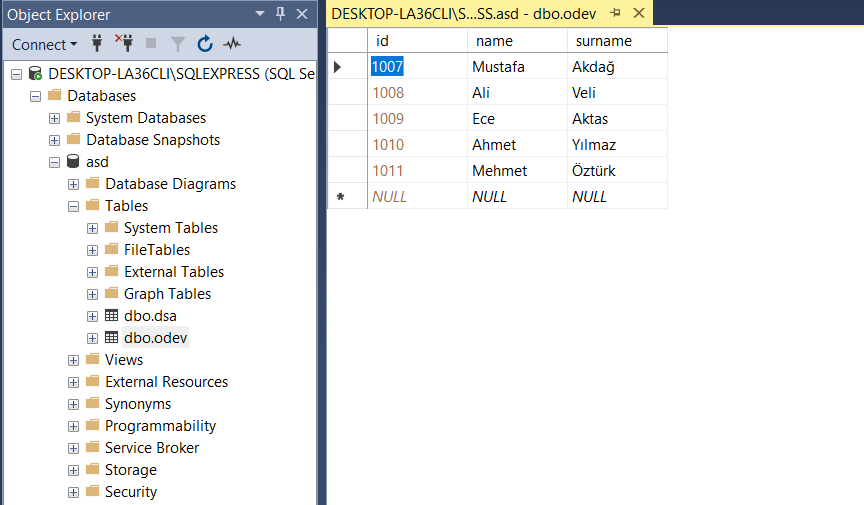 Object Explorer
Connect
DESKTOP-LA36CLI\SQLEXPRESS (SQL Se
Databases
System Databases
Database Snapshots
asd
Database Diagrams
Tables
System Tables
FileTables
External Tables
Graph Tables
dbo.dsa
dbo.odev
Views
External Resources
Synonyms
Programmability
Service Broker
Storage
Security
DESKTOP-LA36CLI\S...SS.asd - dbo.odev
id name surname
1007 Mustafa Akdağ
1008 Ali Veli
1009 Ece Aktas
1010 Ahmet Yılmaz
1011 Mehmet Öztürk
NULL NULL NULL